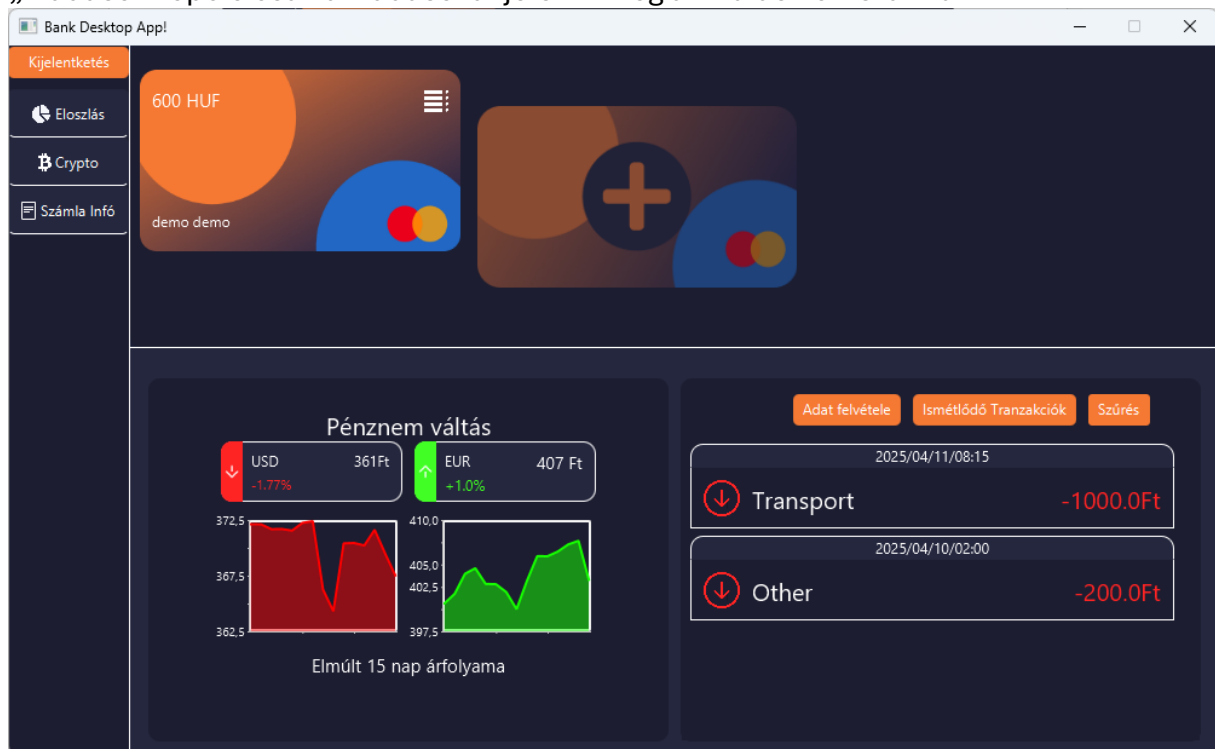 Bank Desktop App!
Kijelentketés
Eloszlás
Crypto
Számla Infó
600 HUF
demo demo
Pénznem váltás
USD 361Ft
-1.77%
EUR 407 Ft
+1.0%
372,5
367,5
362,5
410,0
405,0
402,5
397,5
Elmúlt 15 nap árfolyama
Adat felvétele Ismétlődő Tranzakciók Szűrés
2025/04/11/08:15
Transport -1000.0Ft
2025/04/10/02:00
Other -200.0Ft